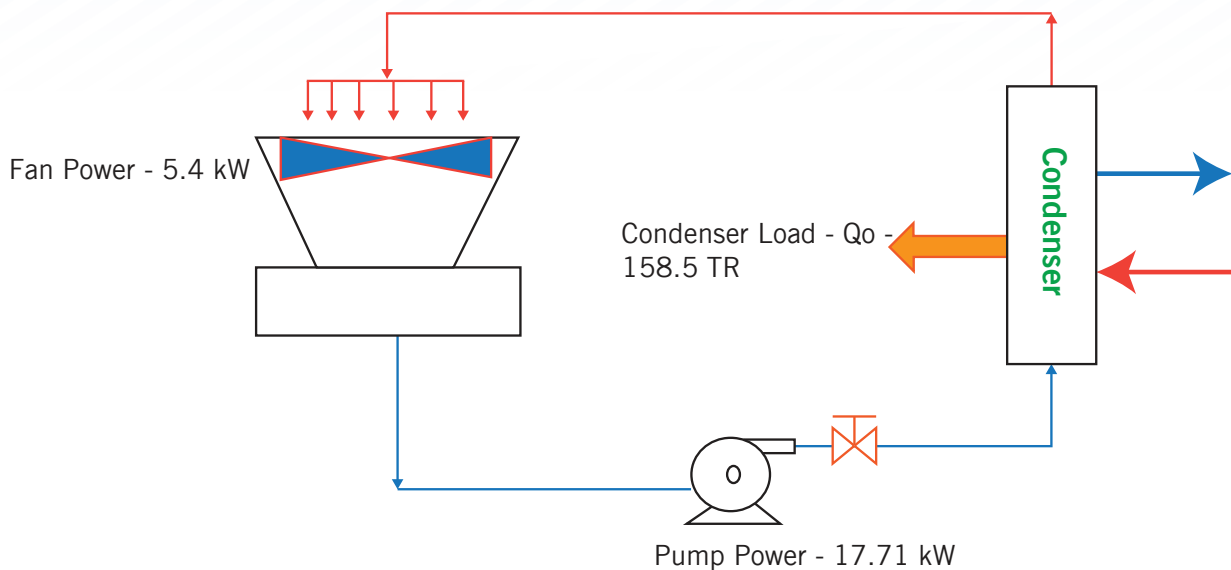 Fan Power - 5.4 kW
Condenser Load - Qo -
158.5 TR
Condenser
Pump Power - 17.71 kW